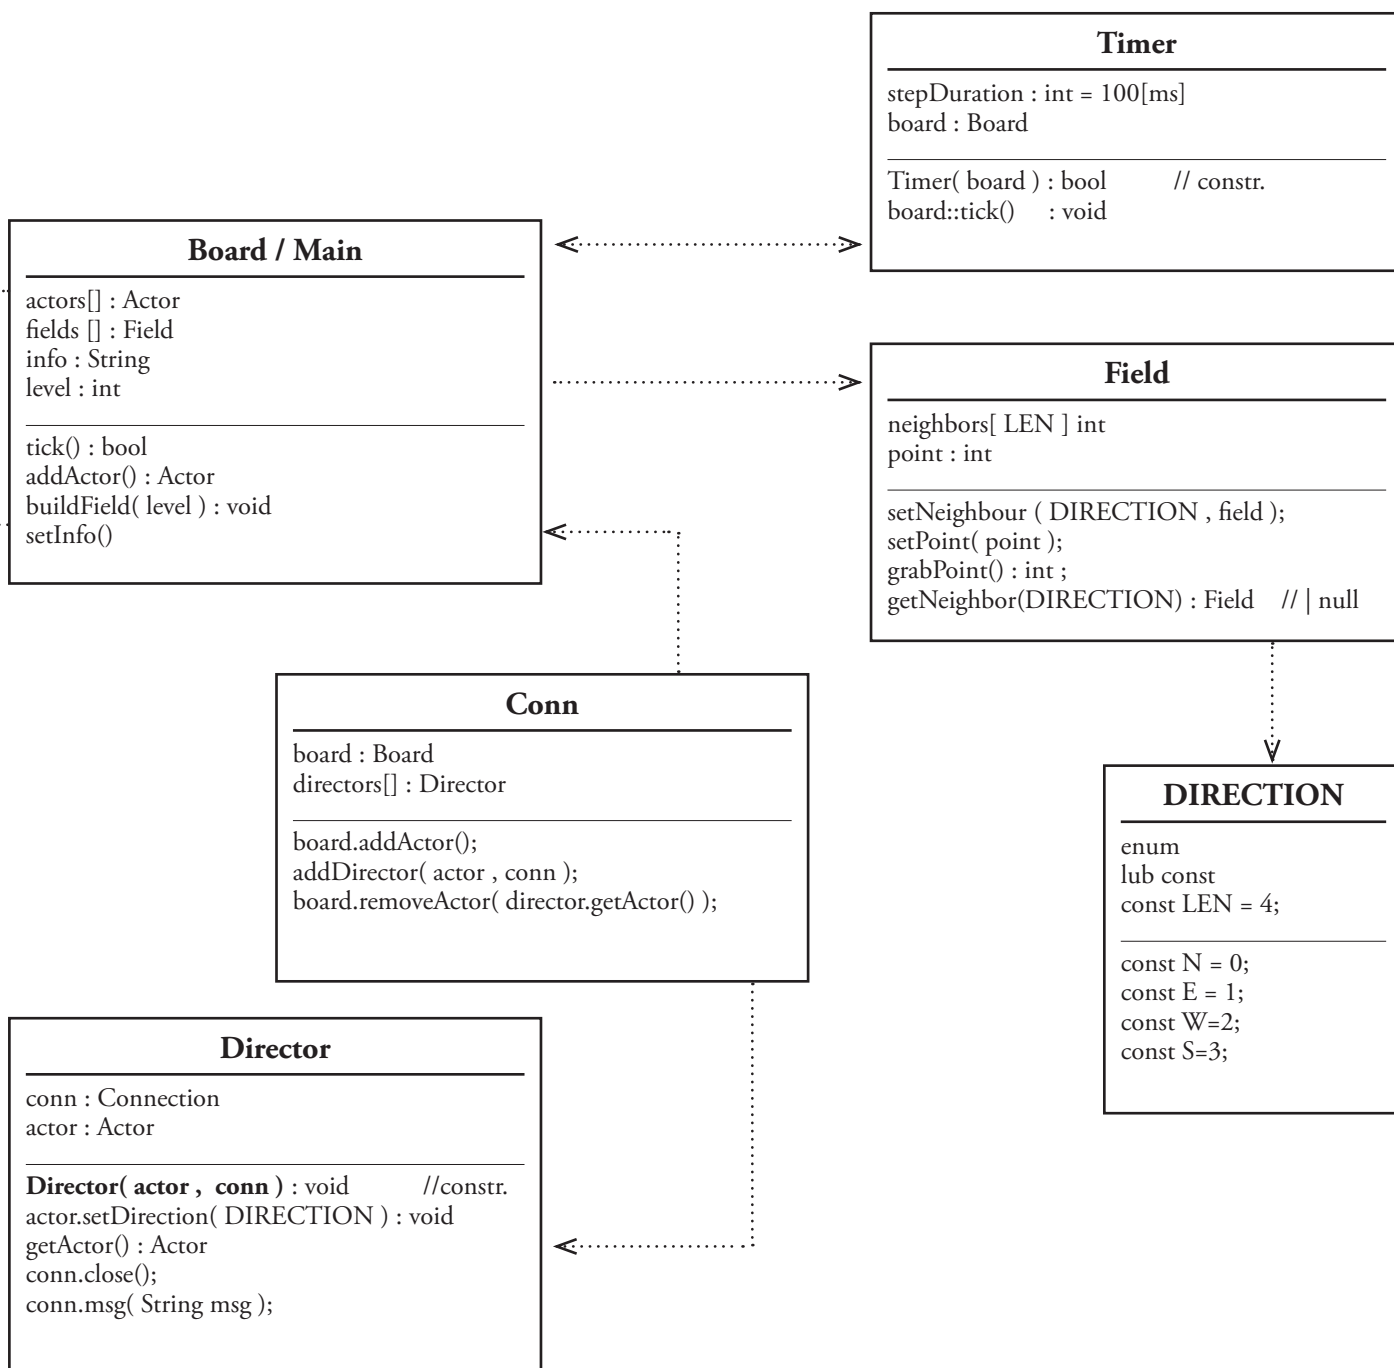 Timer
stepDuration : int = 100[ms]
board : Board
Timer( board ) : bool // constr.
board::tick() : void
Board / Main
actors[] : Actor
fields [] : Field
info : String
level : int
tick() : bool
addActor() : Actor
buildField( level ) : void
setInfo()
Field
neighbors[ LEN ] int
point : int
setNeighbour ( DIRECTION , field );
setPoint( point );
grabPoint() : int ;
getNeighbor(DIRECTION) : Field // | null
Conn
board : Board
directors[] : Director
board.addActor();
addDirector( actor , conn );
board.removeActor( director.getActor() );
DIRECTION
enum
lub const
const LEN = 4;
const N = 0;
const E = 1;
const W=2;
const S=3;
Director
conn : Connection
actor : Actor
Director( actor , conn ) : void //constr.
actor.setDirection( DIRECTION ) : void
getActor() : Actor
conn.close();
conn.msg( String msg );